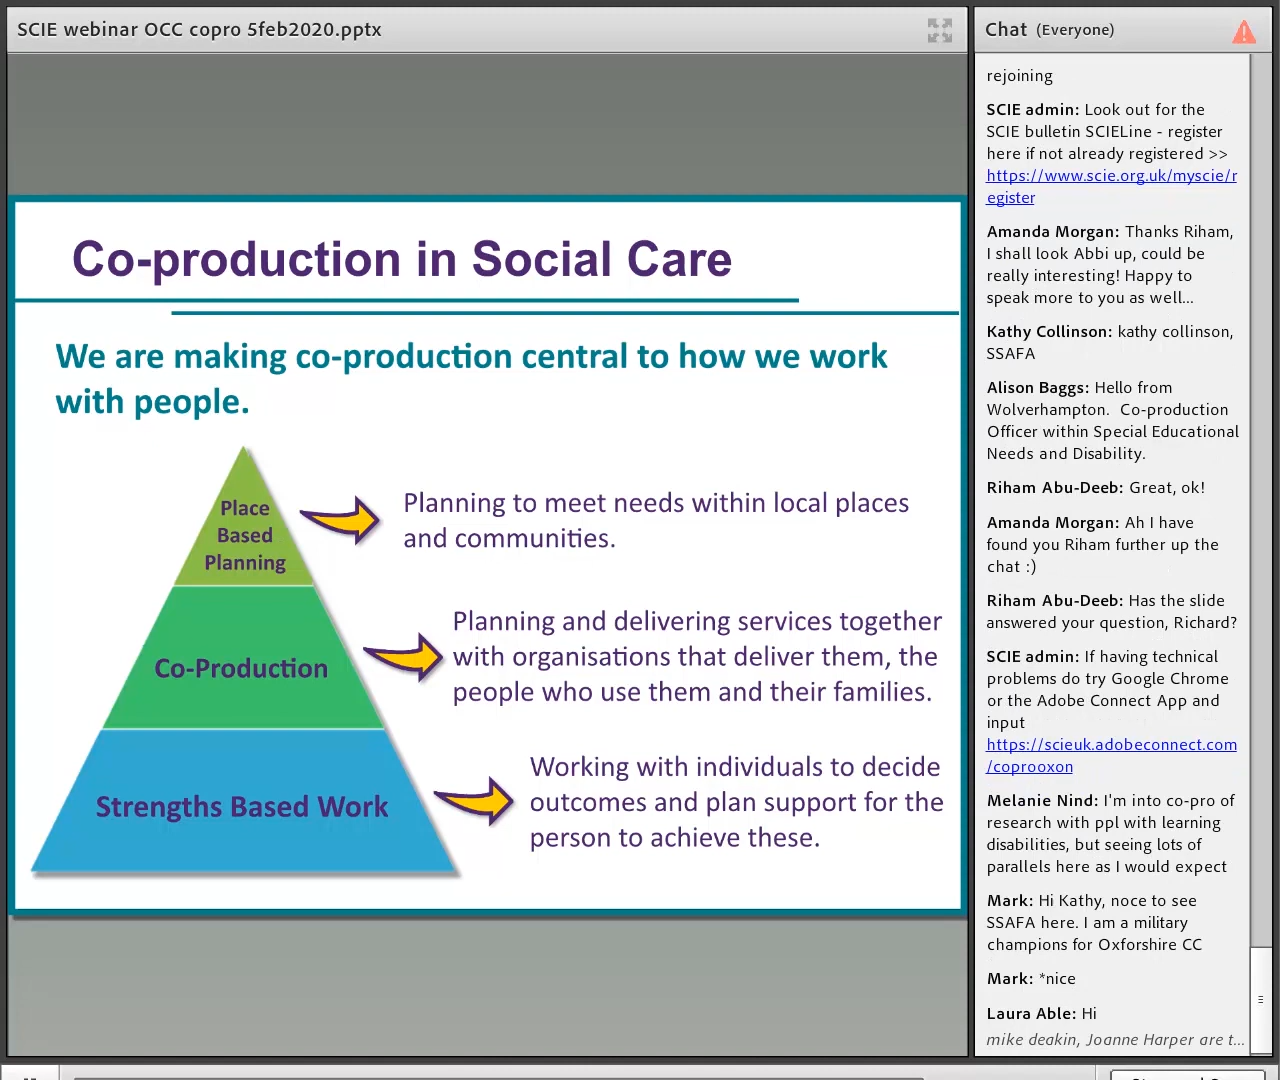 SCIE webinar OCC copro 5feb2020.pptx
Co-production in Social Care
We are making co-production central to how we work
with people.
Place
Based
Planning
Planning to meet needs within local places
and communities.
Co-Production
Planning and delivering services together
with organisations that deliver them, the
people who use them and their families.
Strengths Based Work
Working with individuals to decide
outcomes and plan support for the
person to achieve these.
Chat (Everyone)
rejoining
SCIE admin: Look out for the
SCIE bulletin SCIELine - register
here if not already registered >>
https://www.scie.org.uk/myscie/r
egister
Amanda Morgan: Thanks Riham,
I shall look Abbi up, could be
really interesting! Happy to
speak more to you as well...
Kathy Collinson: kathy collinson,
SSAFA
Alison Baggs: Hello from
Wolverhampton.  Co-production
Officer within Special Educational
Needs and Disability.
Riham Abu-Deeb: Great, ok!
Amanda Morgan: Ah I have
found you Riham further up the
chat :)
Riham Abu-Deeb: Has the slide
answered your question, Richard?
SCIE admin: If having technical
problems do try Google Chrome
or the Adobe Connect App and
input
https://scieuk.adobeconnect.com
/coprooxon
Melanie Nind: I'm into co-pro of
research with ppl with learning
disabilities, but seeing lots of
parallels here as I would expect
Mark: Hi Kathy, noce to see
SSAFA here. I am a military
champions for Oxforshire CC
Mark: *nice
Laura Able: Hi
mike deakin, Joanne Harper are t...